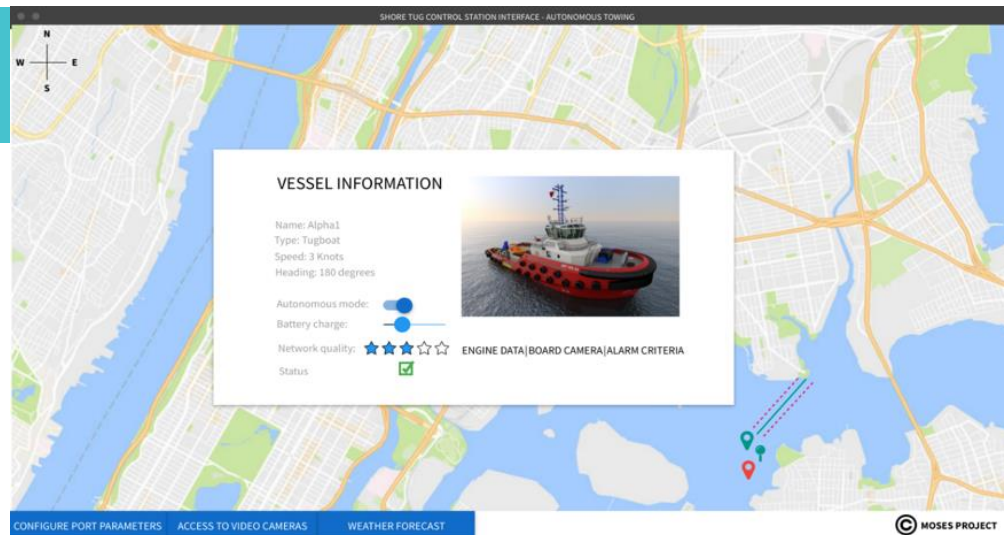 SHORE TUG CONTROL STATION INTERFACE - AUTONOMOUS TOWING
N
W E
S
VESSEL INFORMATION
Name: Alpha1
Type: Tugboat
Speed: 3 Knots
Heading: 180 degrees
Autonomous mode:
Battery charge:
Network quality:
ENGINE DATA|BOARD CAMERA|ALARM CRITERIA
Status
CONFIGURE PORT PARAMETERS ACCESS TO VIDEO CAMERAS WEATHER FORECAST
© MOSES PROJECT